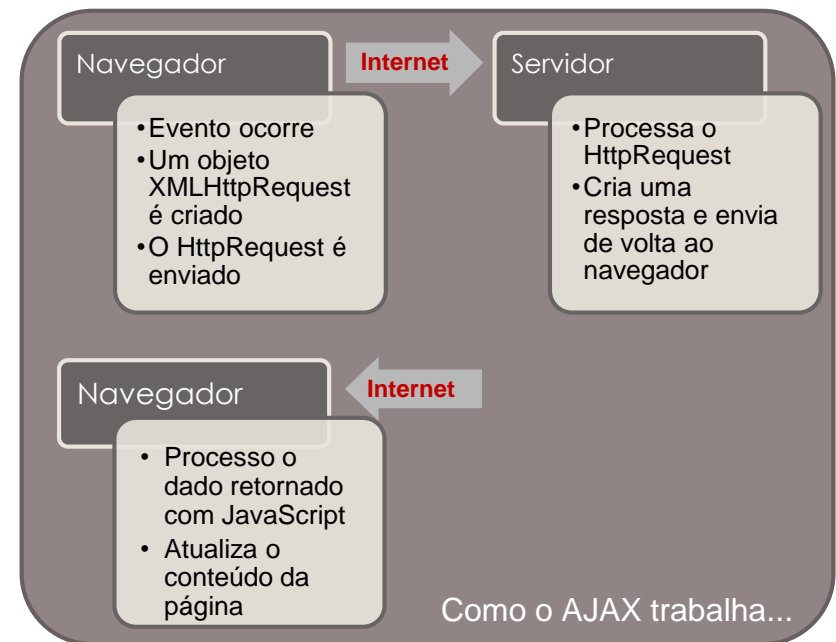 Navegador
Internet
Servidor
•Evento ocorre
•Um objeto
XMLHttpRequest
é criado
•O HttpRequest é
enviado
•Processa o
HttpRequest
•Cria uma
resposta e envia
de volta ao
navegador
Navegador
Internet
• Processo o
dado retornado
com JavaScript
• Atualiza o
conteúdo da
página
Como o AJAX trabalha...